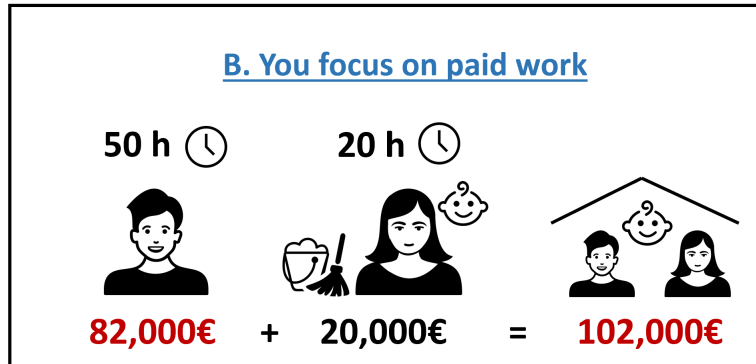 B. You focus on paid work
50 h 20 h
82,000€ + 20,000€ = 102,000€